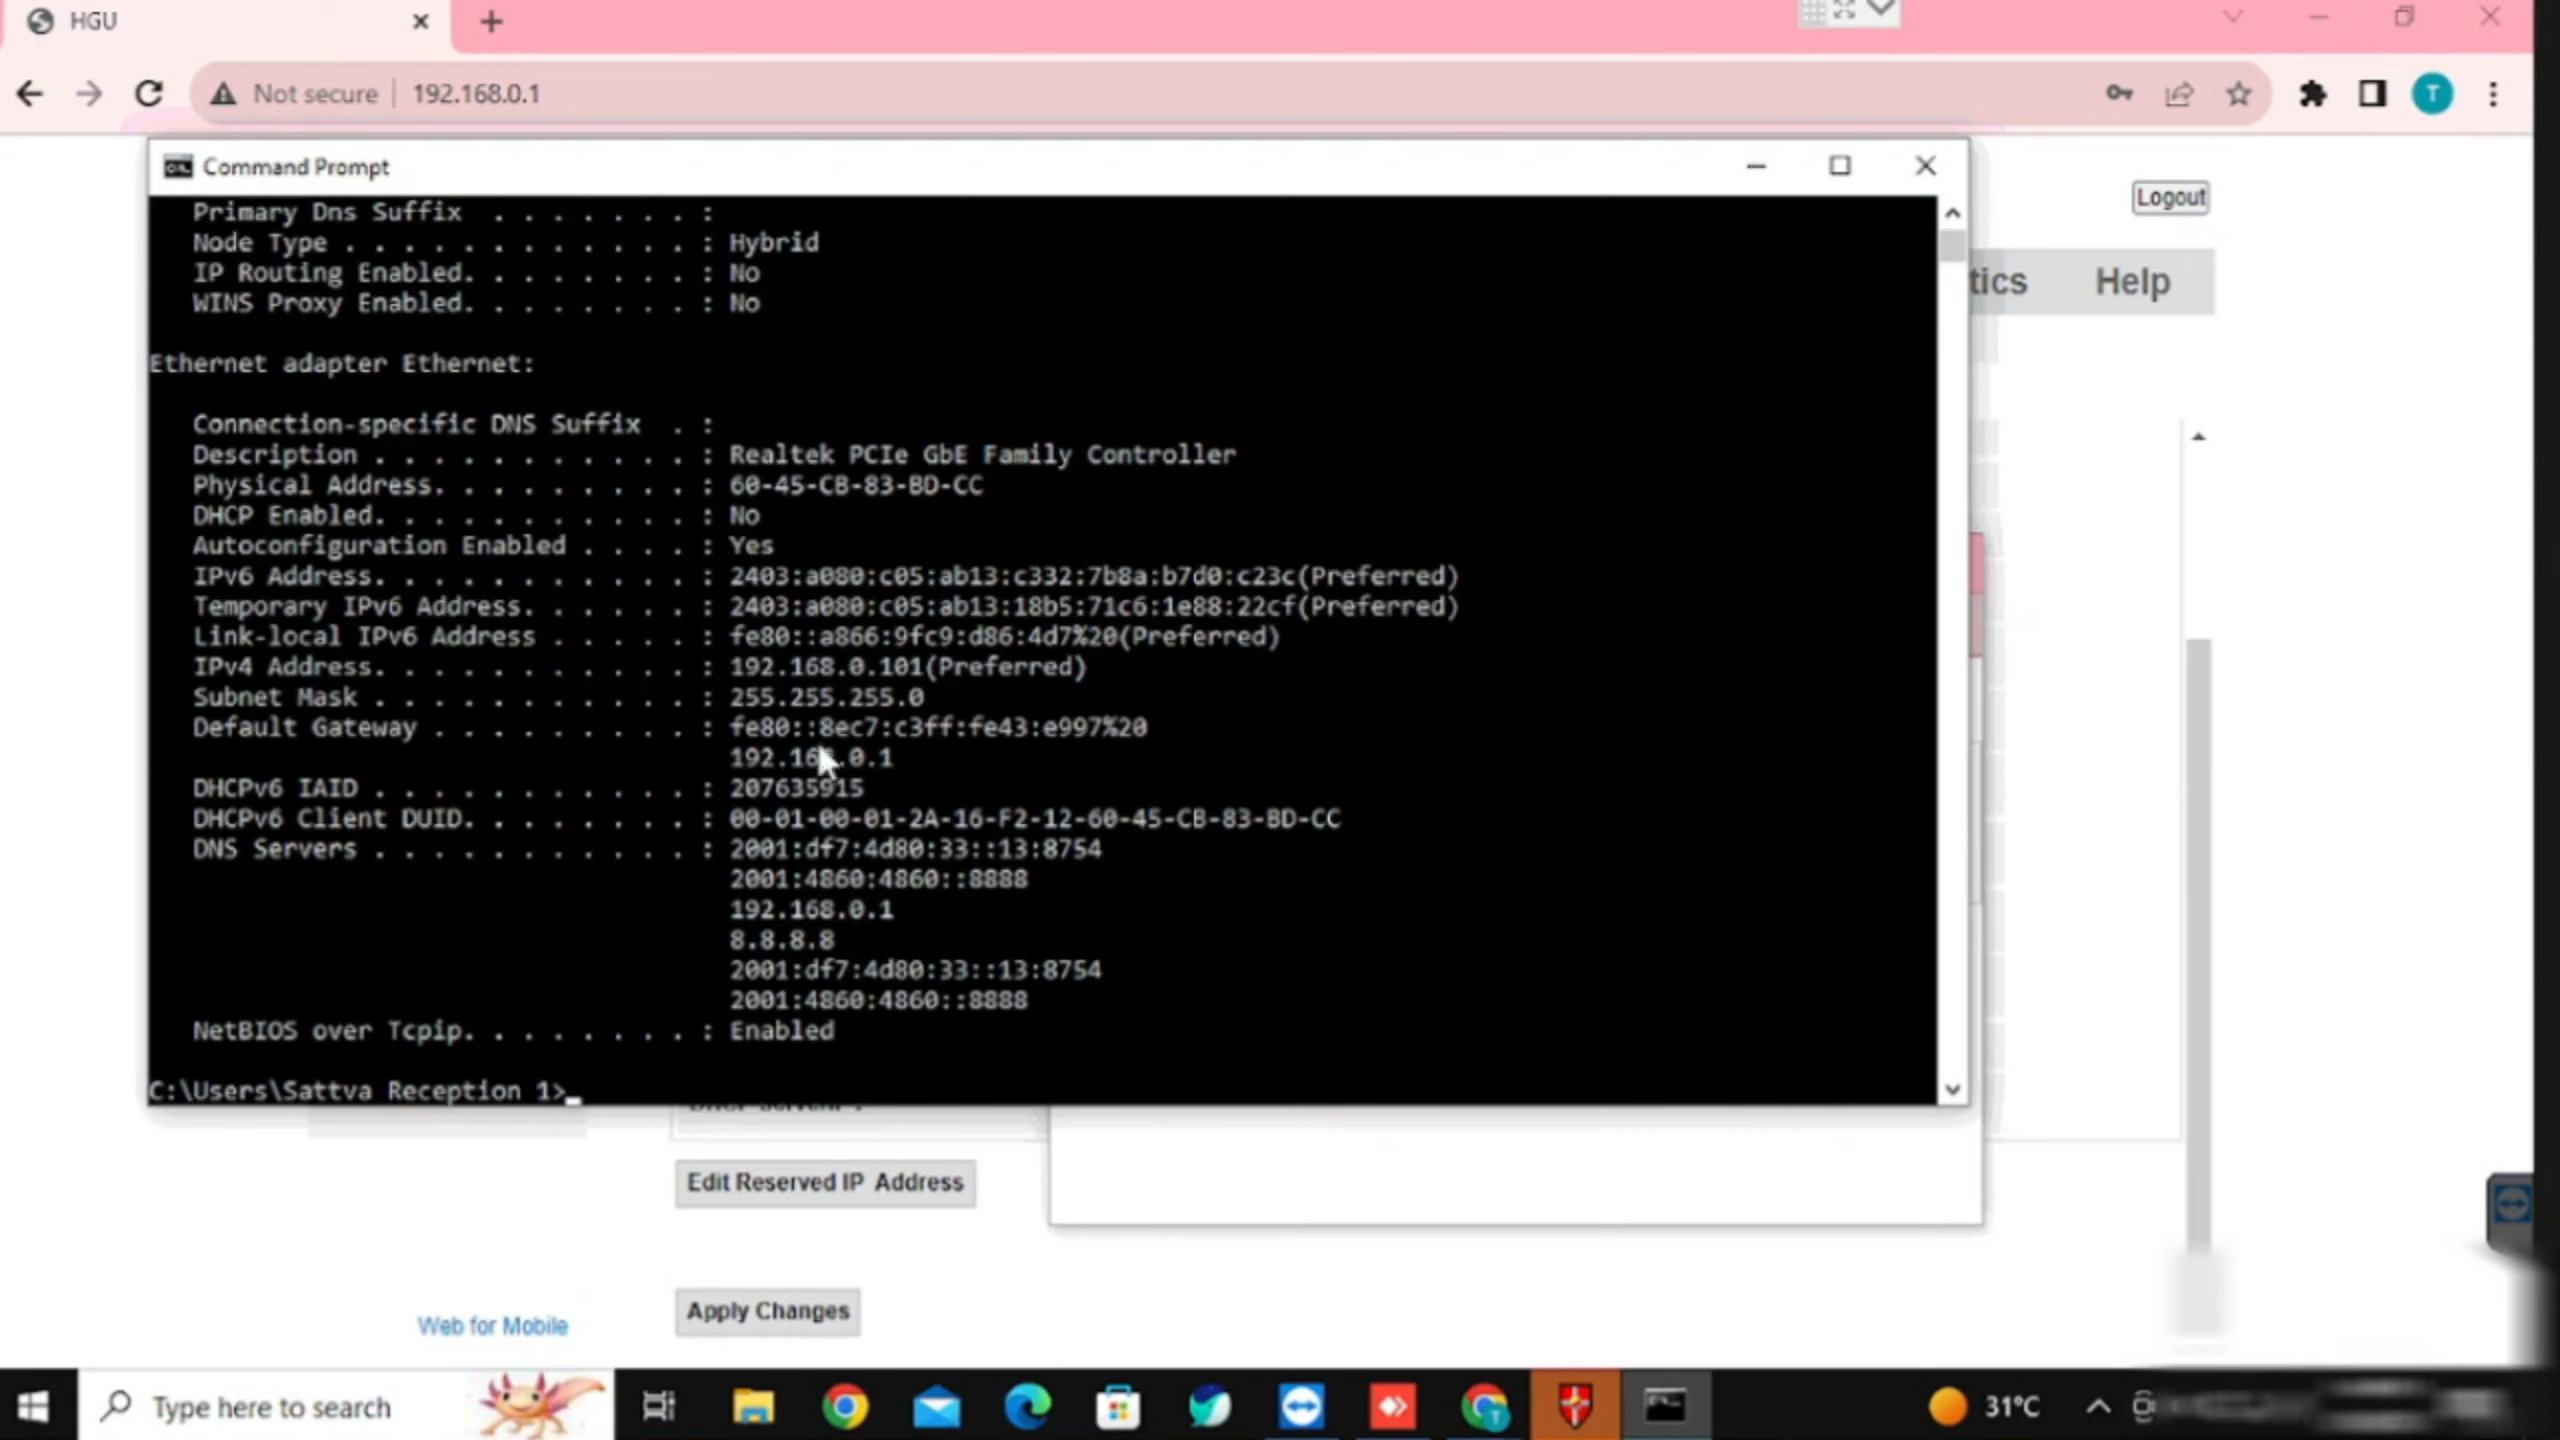 HGU
Not secure | 192.168.0.1
T
Command Prompt
Logout
tics Help
Primary Dns Suffix . . . . . . . :
Node Type . . . . . . . . . . . . : Hybrid
IP Routing Enabled. . . . . . . . : No
WINS Proxy Enabled. . . . . . . . : No
Ethernet adapter Ethernet:
Connection-specific DNS Suffix . :
Description . . . . . . . . . . . : Realtek PCIe GbE Family Controller
Physical Address. . . . . . . . . : 60-45-CB-83-BD-CC
DHCP Enabled. . . . . . . . . . . : No
Autoconfiguration Enabled . . . . : Yes
IPv6 Address. . . . . . . . . . . : 2403:a080:c05:ab13:c332:7b8a:b7d0:c23c(Preferred)
Temporary IPv6 Address. . . . . . : 2403:a080:c05:ab13:18b5:71c6:1e88:22cf(Preferred)
Link-local IPv6 Address . . . . . : fe80::a866:9fc9:d86:4d7%20(Preferred)
IPv4 Address. . . . . . . . . . . : 192.168.0.101(Preferred)
Subnet Mask . . . . . . . . . . . : 255.255.255.0
Default Gateway . . . . . . . . . : fe80::8ec7:c3ff:fe43:e997%20
192.168.0.1
DHCPv6 IAID . . . . . . . . . . . : 207635915
DHCPv6 Client DUID. . . . . . . . : 00-01-00-01-2A-16-F2-12-60-45-CB-83-BD-CC
DNS Servers . . . . . . . . . . . : 2001:df7:4d80:33::13:8754
2001:4860:4860::8888
192.168.0.1
8.8.8.8
2001:df7:4d80:33::13:8754
2001:4860:4860::8888
NetBIOS over Tcpip. . . . . . . . : Enabled
C:\Users\Sattva Reception 1>
Edit Reserved IP Address
Apply Changes
Web for Mobile
Type here to search
T
31°C